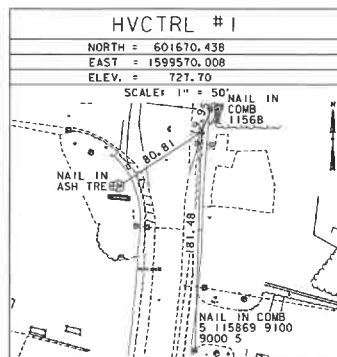 HVCTRL #1
NORTH = 601670.438
EAST = 1599570.008
ELEV. = 727.70
SCALE: 1" = 50'
NAIL IN
COMB
11568
80.81
NAIL IN
ASH TRE
181.48
NAIL IN COMB
5 115869 9100
9000 5